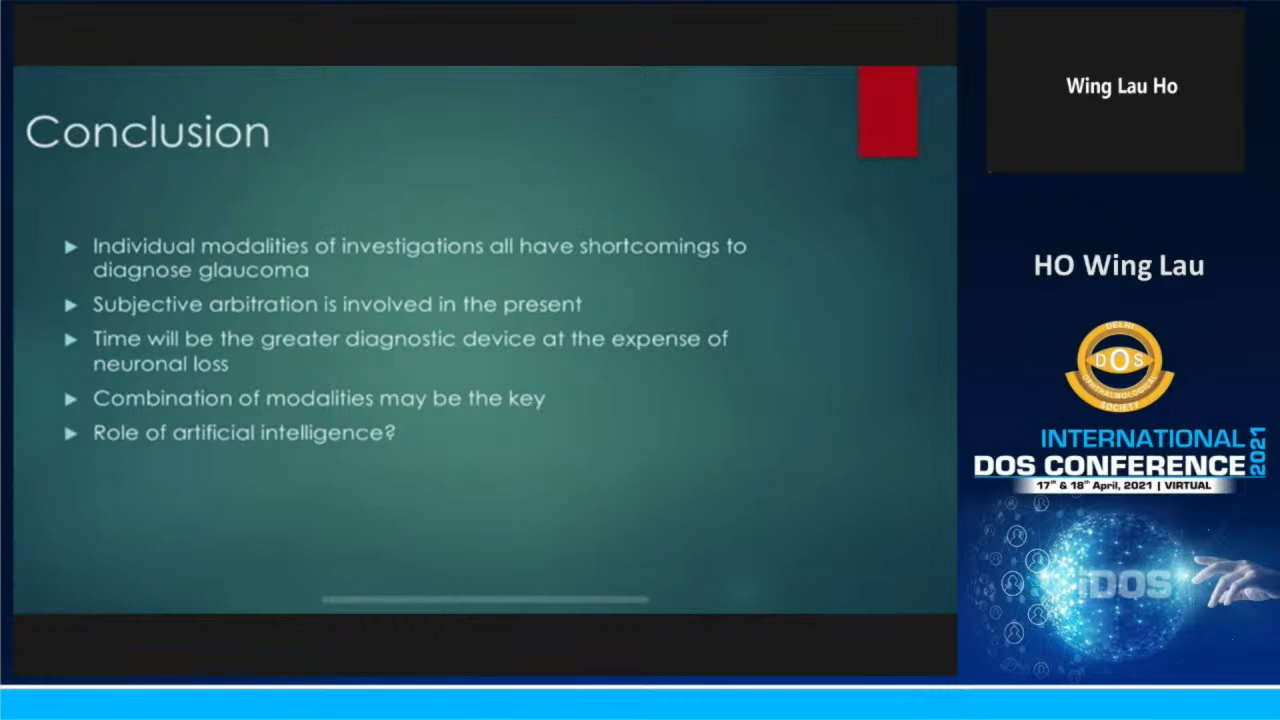 Conclusion
Individual modalities of investigations all have shortcomings to
diagnose glaucoma
Subjective arbitration is involved in the present
Time will be the greater diagnostic device at the expense of
neuronal loss
Combination of modalities may be the key
Role of artificial intelligence?
Wing Lau Ho
HO Wing Lau
DELHI
DOS
OPHTHALMOLOGICAL
SOCIETY
INTERNATIONAL
DOS CONFERENCE
2021
17th & 18th April, 2021 | VIRTUAL
iDOS